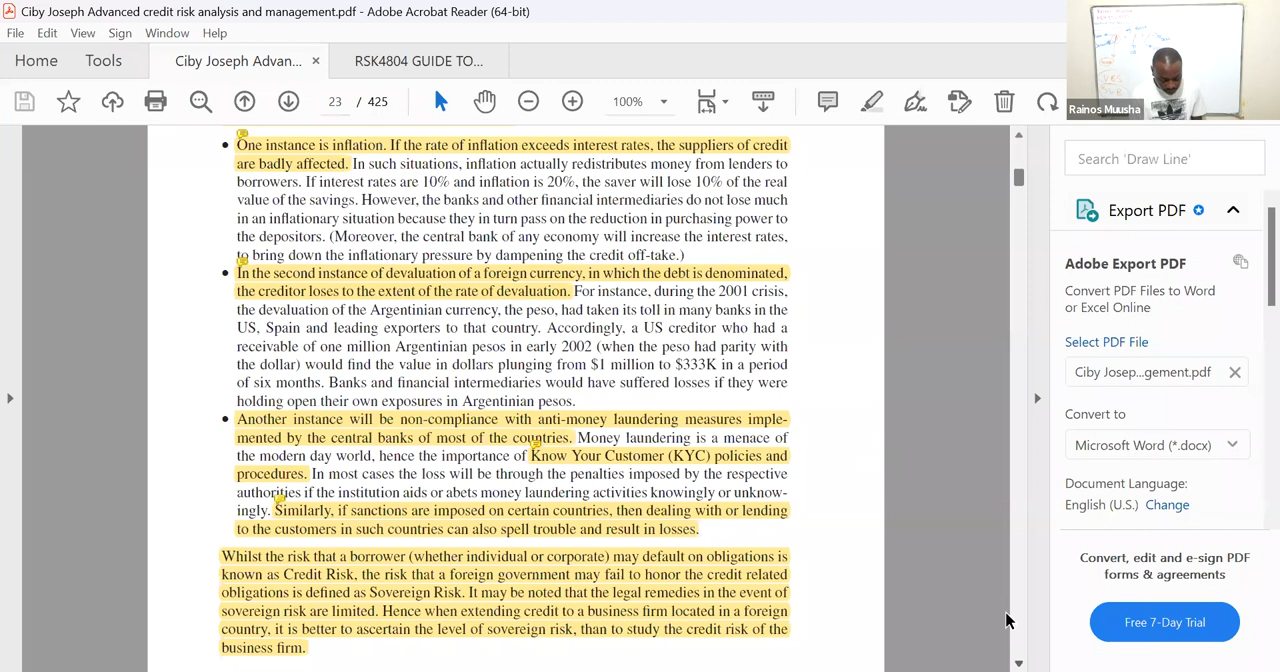 Ciby Joseph Advanced credit risk analysis and management.pdf - Adobe Acrobat Reader (64-bit)
File Edit View Sign Window Help
Home Tools Ciby Joseph Advan... × RSK4804 GUIDE TO...
23 / 425 100%
Rainos Muusha
One instance is inflation. If the rate of inflation exceeds interest rates, the suppliers of credit
are badly affected. In such situations, inflation actually redistributes money from lenders to
borrowers. If interest rates are 10% and inflation is 20%, the saver will lose 10% of the real
value of the savings. However, the banks and other financial intermediaries do not lose much
in an inflationary situation because they in turn pass on the reduction in purchasing power to
the depositors. (Moreover, the central bank of any economy will increase the interest rates,
to bring down the inflationary pressure by dampening the credit off-take.)
In the second instance of devaluation of a foreign currency, in which the debt is denominated,
the creditor loses to the extent of the rate of devaluation. For instance, during the 2001 crisis,
the devaluation of the Argentinian currency, the peso, had taken its toll in many banks in the
US, Spain and leading exporters to that country. Accordingly, a US creditor who had a
receivable of one million Argentinian pesos in early 2002 (when the peso had parity with
the dollar) would find the value in dollars plunging from $1 million to $333K in a period
of six months. Banks and financial intermediaries would have suffered losses if they were
holding open their own exposures in Argentinian pesos.
Another instance will be non-compliance with anti-money laundering measures imple-
mented by the central banks of most of the countries. Money laundering is a menace of
the modern day world, hence the importance of Know Your Customer (KYC) policies and
procedures. In most cases the loss will be through the penalties imposed by the respective
authorities if the institution aids or abets money laundering activities knowingly or unknow-
ingly. Similarly, if sanctions are imposed on certain countries, then dealing with or lending
to the customers in such countries can also spell trouble and result in losses.
Whilst the risk that a borrower (whether individual or corporate) may default on obligations is
known as Credit Risk, the risk that a foreign government may fail to honor the credit related
obligations is defined as Sovereign Risk. It may be noted that the legal remedies in the event of
sovereign risk are limited. Hence when extending credit to a business firm located in a foreign
country, it is better to ascertain the level of sovereign risk, than to study the credit risk of the
business firm.
Search 'Draw Line'
Export PDF
Adobe Export PDF
Convert PDF Files to Word
or Excel Online
Select PDF File
Ciby Josep...gement.pdf
Convert to
Microsoft Word (*.docx)
Document Language:
English (U.S.) Change
Convert, edit and e-sign PDF
forms & agreements
Free 7-Day Trial